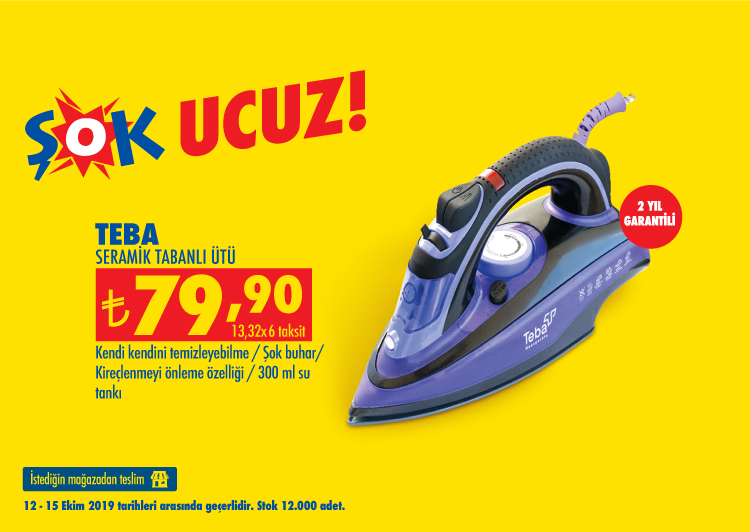 ŞOK UCUZ!
2 YIL
GARANTİLİ
TEBA
SERAMİK TABANLI ÜTÜ
₺79,90
13,32x6 taksit
Kendi kendini temizleyebilme / Şok buhar/
Kireçlenmeyi önleme özelliği / 300 ml su
tankı
Teba
İstediğin mağazadan teslim
12 - 15 Ekim 2019 tarihleri arasında geçerlidir. Stok 12.000 adet.